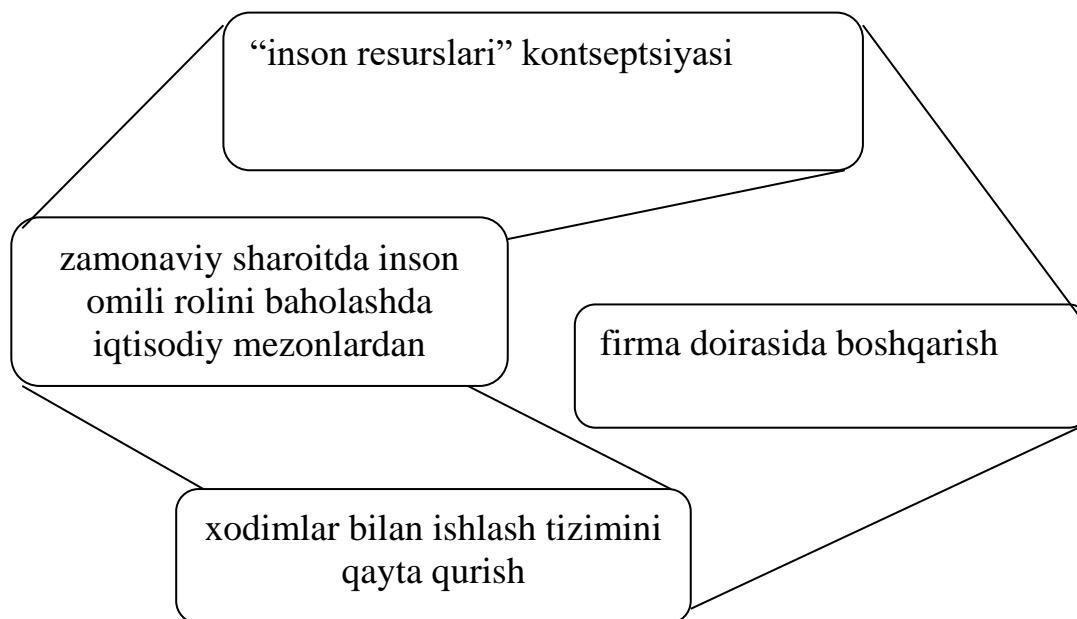 “inson resurslari” kontseptsiyasi
zamonaviy sharoitda inson
omili rolini baholashda
iqtisodiy mezonlardan
firma doirasida boshqarish
xodimlar bilan ishlash tizimini
qayta qurish